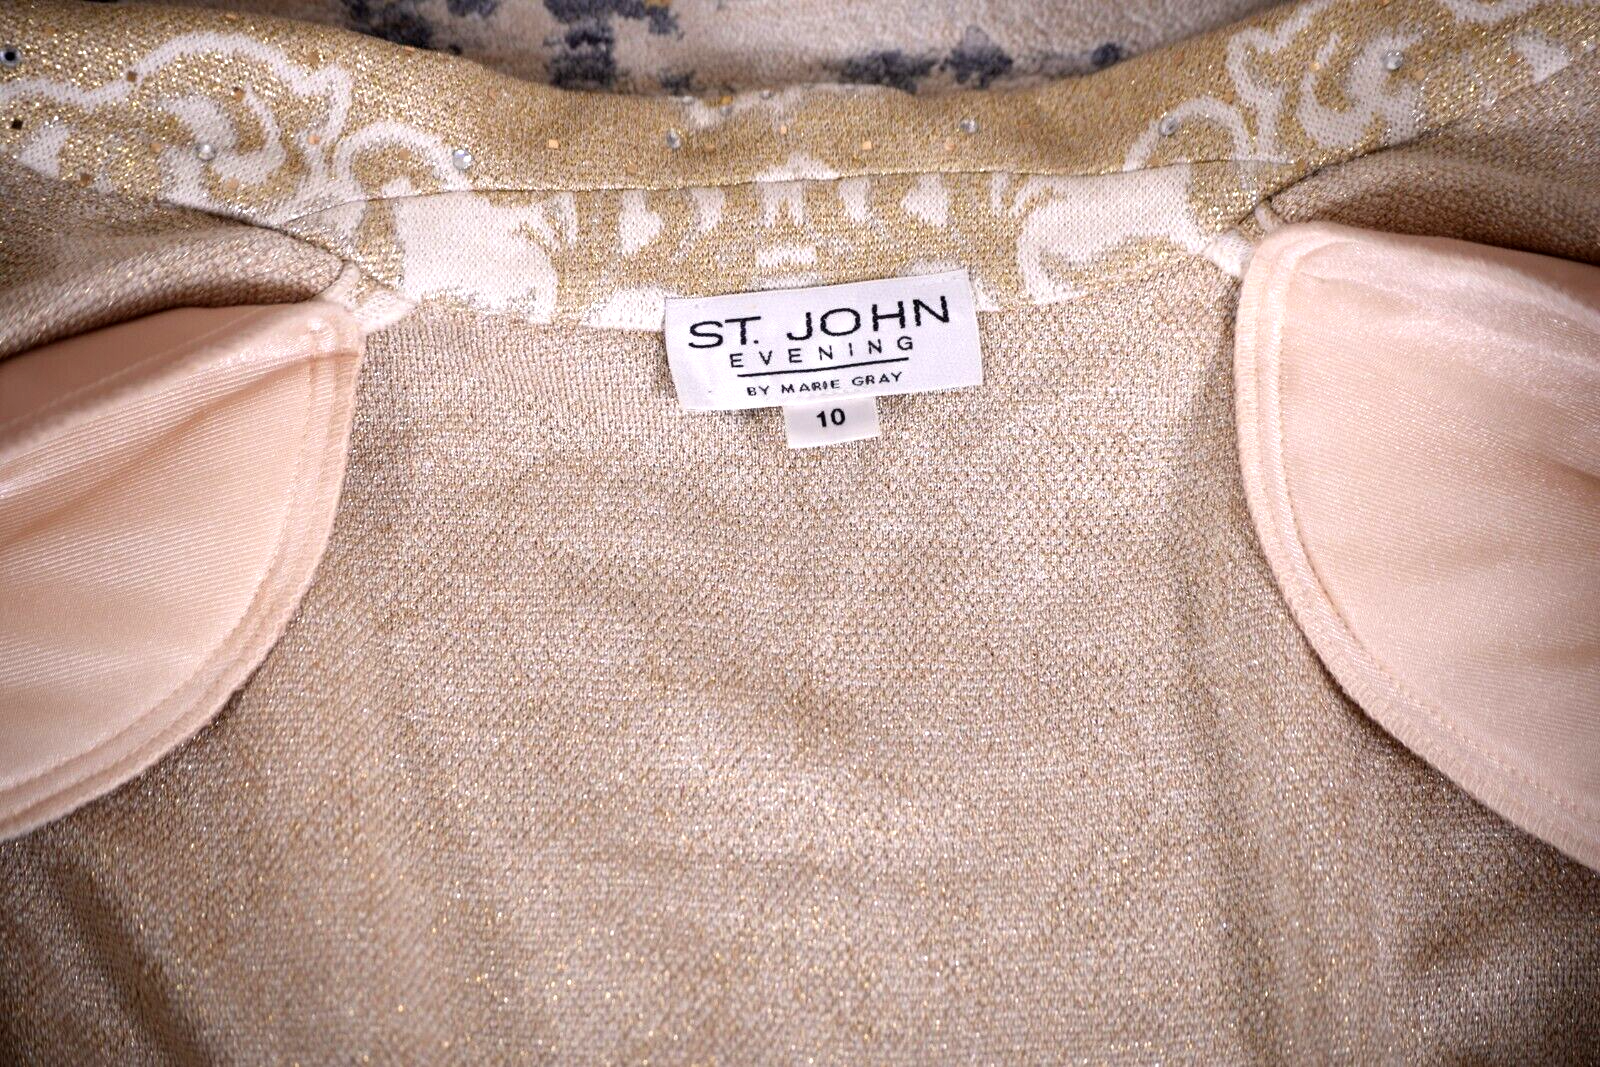 ST. JOHN
EVENING
BY MARIE GRAY
10